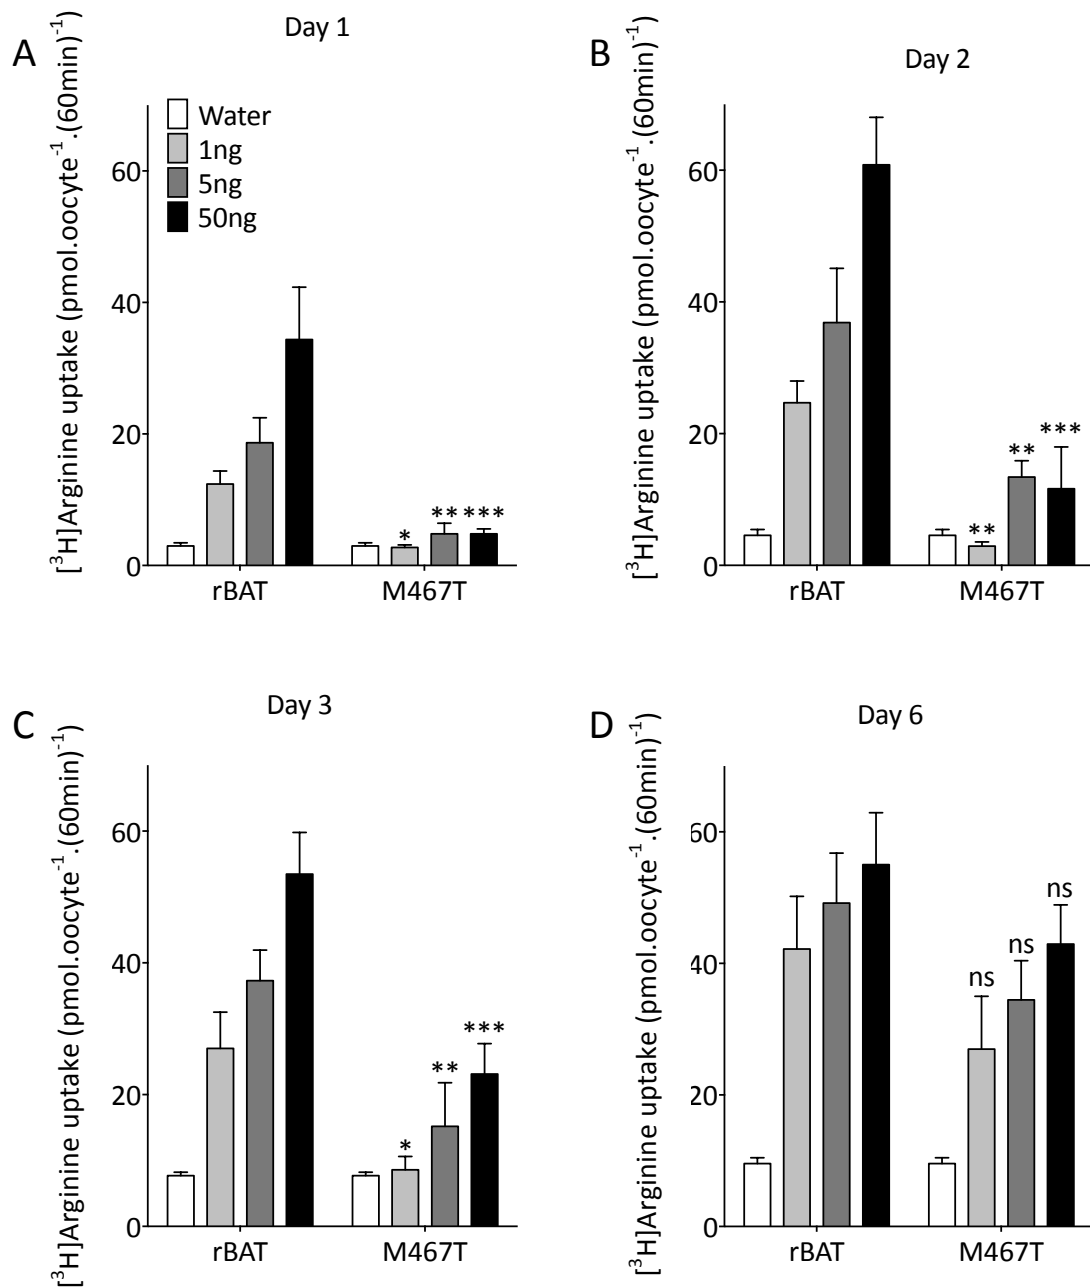 A
Day 1
[³H]Arginine uptake (pmol.oocyte⁻¹.(60min)⁻¹)
Water
1ng
5ng
50ng
60
40
20
0
* ** ***
rBAT M467T
B
Day 2
[³H]Arginine uptake (pmol.oocyte⁻¹.(60min)⁻¹)
60
40
20
0
** ** ***
rBAT M467T
C
Day 3
[³H]Arginine uptake (pmol.oocyte⁻¹.(60min)⁻¹)
60
40
20
0
* ** ***
rBAT M467T
D
Day 6
[³H]Arginine uptake (pmol.oocyte⁻¹.(60min)⁻¹)
60
40
20
0
ns ns ns
rBAT M467T